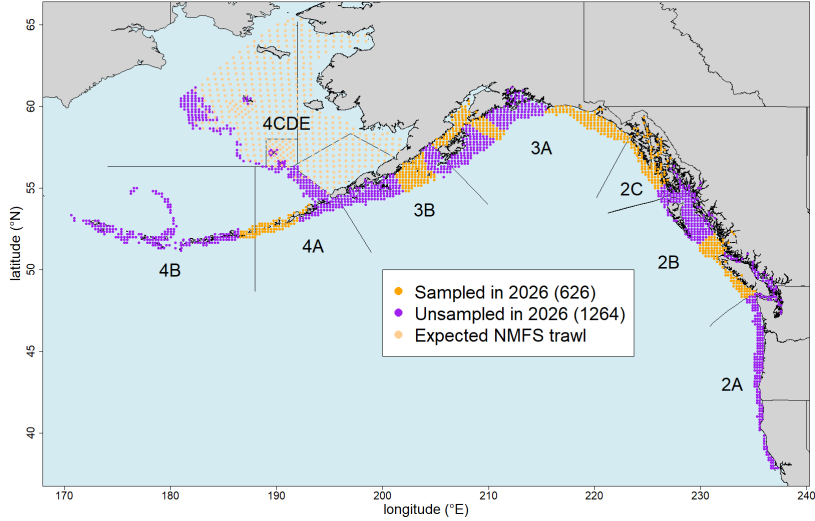 65
60
55
50
45
40
latitude (°N)
4CDE
3A
2C
3B
4A
4B
2B
2A
Sampled in 2026 (626)
Unsampled in 2026 (1264)
Expected NMFS trawl
170
180
190
200
210
220
230
240
longitude (°E)